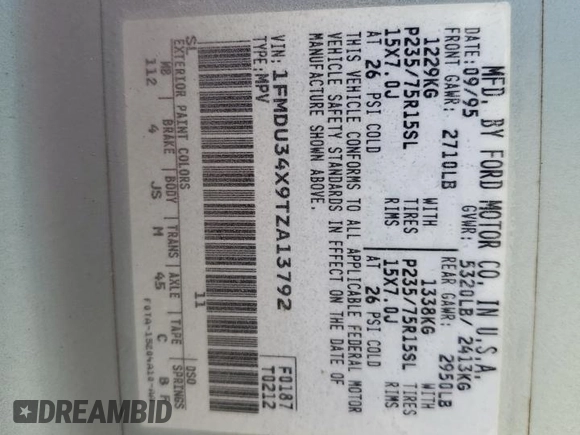 MFD. BY FORD MOTOR CO. IN U.S.A.
DATE: 09/95 GVWR: 5320LB/ 2413KG
FRONT GAWR: 2710LB REAR GAWR: 2950LB
1229KG WITH 1338KG WITH
P235/75R15SL TIRES P235/75R15SL TIRES
15X7.0J RIMS 15X7.0J RIMS
AT 26 PSI COLD AT 26 PSI COLD
THIS VEHICLE CONFORMS TO ALL APPLICABLE FEDERAL MOTOR
VEHICLE SAFETY STANDARDS IN EFFECT ON THE DATE OF
MANUFACTURE SHOWN ABOVE.
VIN: 1FMDU34X9TZA13792 F0187
TYPE: MPV T0212
SL 11
EXTERIOR PAINT COLORS DSO
WB BRAKE BODY TRANS AXLE TAPE SPRINGS
112 4 JS M 45 C B F
DREAMBID